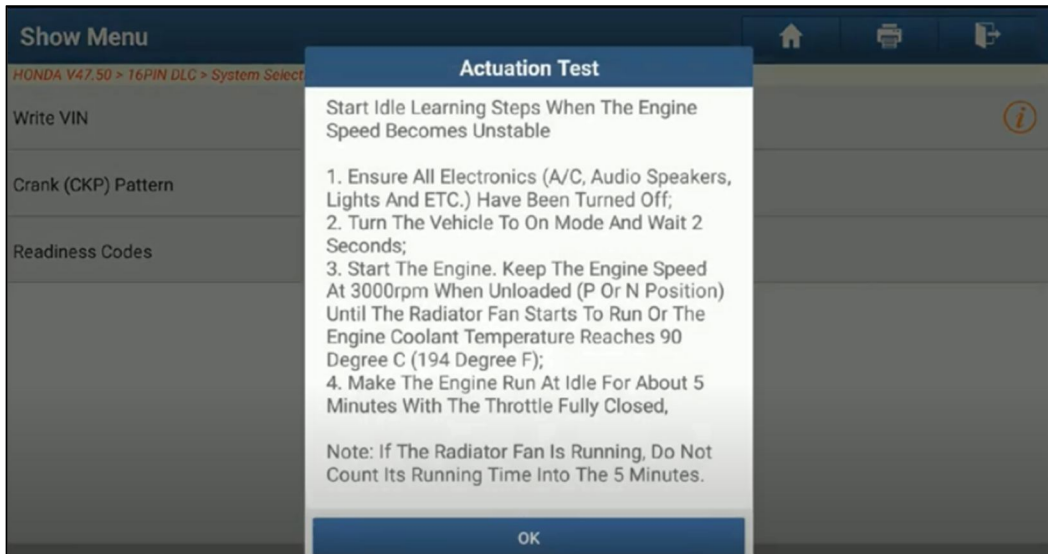 Show Menu
HONDA V47.50 > 16PIN DLC > System Select
Write VIN
Crank (CKP) Pattern
Readiness Codes
Actuation Test
Start Idle Learning Steps When The Engine
Speed Becomes Unstable
1. Ensure All Electronics (A/C, Audio Speakers,
Lights And ETC.) Have Been Turned Off;
2. Turn The Vehicle To On Mode And Wait 2
Seconds;
3. Start The Engine. Keep The Engine Speed
At 3000rpm When Unloaded (P Or N Position)
Until The Radiator Fan Starts To Run Or The
Engine Coolant Temperature Reaches 90
Degree C (194 Degree F);
4. Make The Engine Run At Idle For About 5
Minutes With The Throttle Fully Closed,
Note: If The Radiator Fan Is Running, Do Not
Count Its Running Time Into The 5 Minutes.
OK